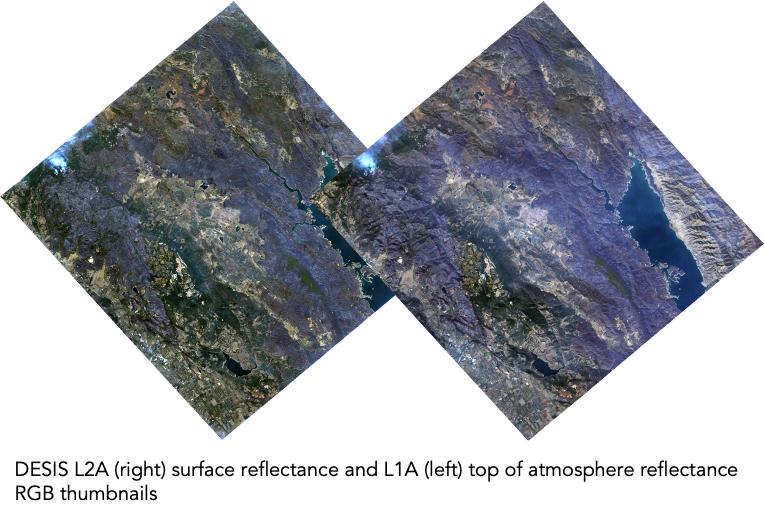 DESIS L2A (right) surface reflectance and L1A (left) top of atmosphere reflectance
RGB thumbnails